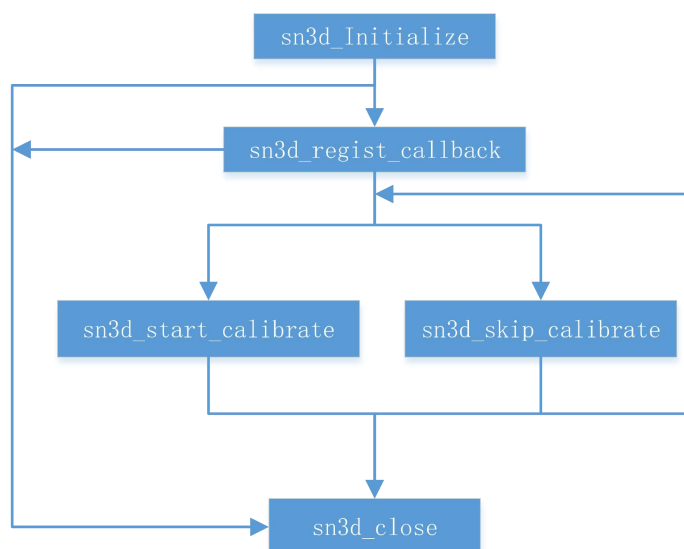 sn3d_Initialize
sn3d_regist_callback
sn3d_start_calibrate
sn3d_skip_calibrate
sn3d_close